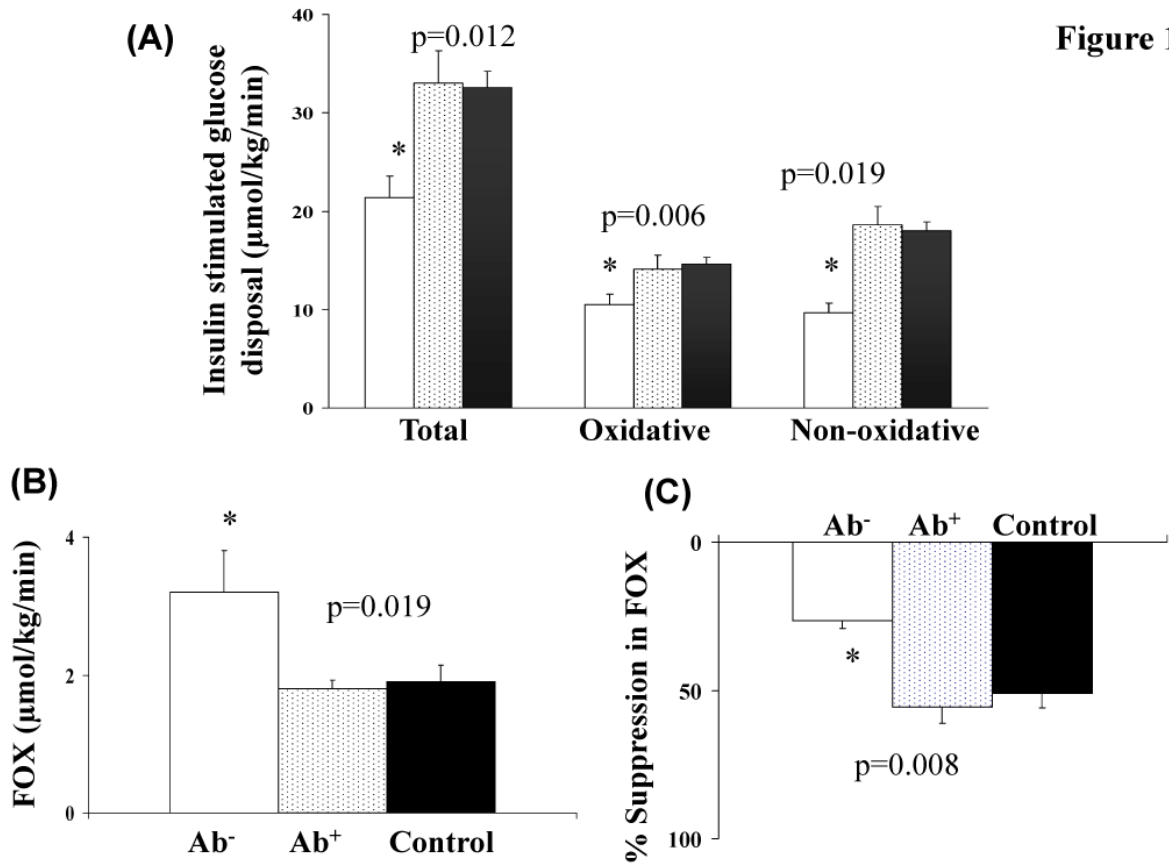 Figure 1
(A)
Insulin stimulated glucose
disposal (μmol/kg/min)
40
30
20
10
0
p=0.012
*
p=0.006
*
p=0.019
*
Total Oxidative Non-oxidative
(B)
FOX (μmol/kg/min)
4
2
0
*
p=0.019
Ab⁻ Ab⁺ Control
(C)
% Suppression in FOX
Ab⁻ Ab⁺ Control
0
50
100
*
p=0.008